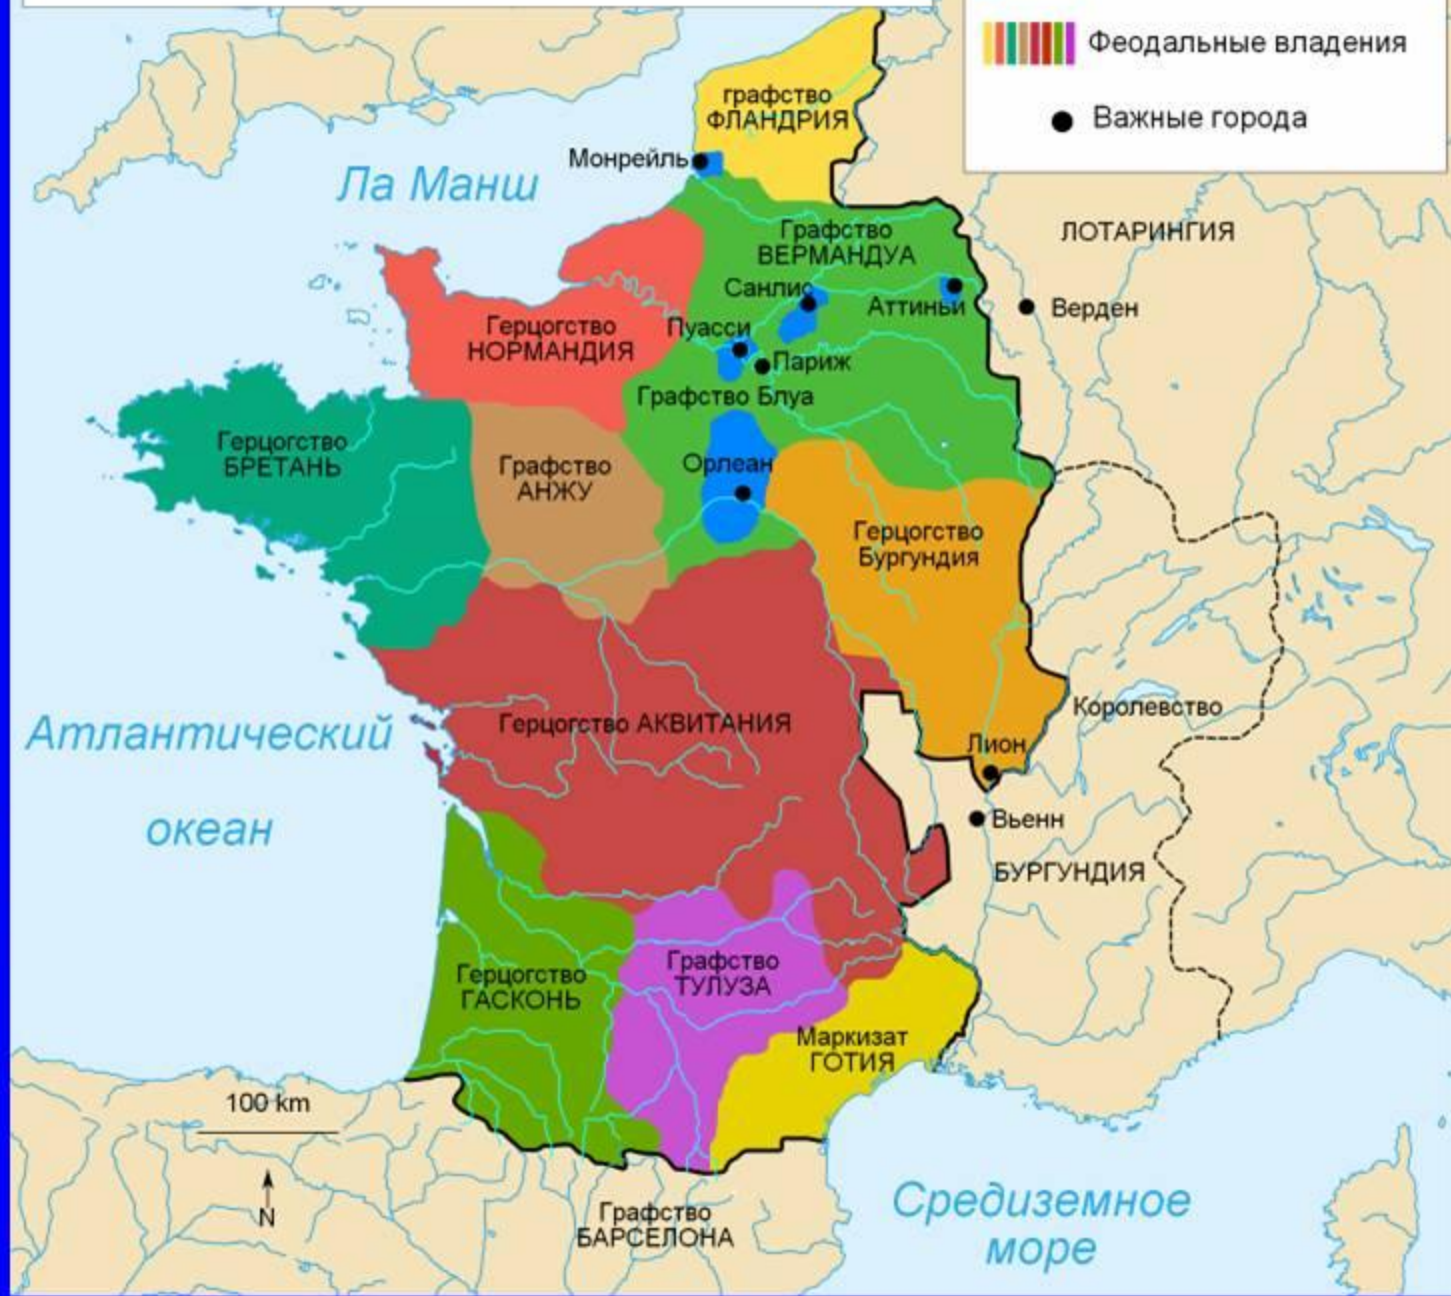 Феодальные владения
Важные города
графство
ФЛАНДРИЯ
Монрейль
Ла Манш
Графство
ВЕРМАНДУА
ЛОТАРИНГИЯ
Санлис
Аттиньи
Верден
Герцогство
НОРМАНДИЯ
Пуасси
Париж
Графство Блуа
Герцогство
БРЕТАНЬ
Графство
АНЖУ
Орлеан
Герцогство
Бургундия
Атлантический
океан
Герцогство АКВИТАНИЯ
Королевство
Лион
Вьенн
БУРГУНДИЯ
Герцогство
ГАСКОНЬ
Графство
ТУЛУЗА
Маркизат
ГОТИЯ
100 km
N
Графство
БАРСЕЛОНА
Средиземное
море